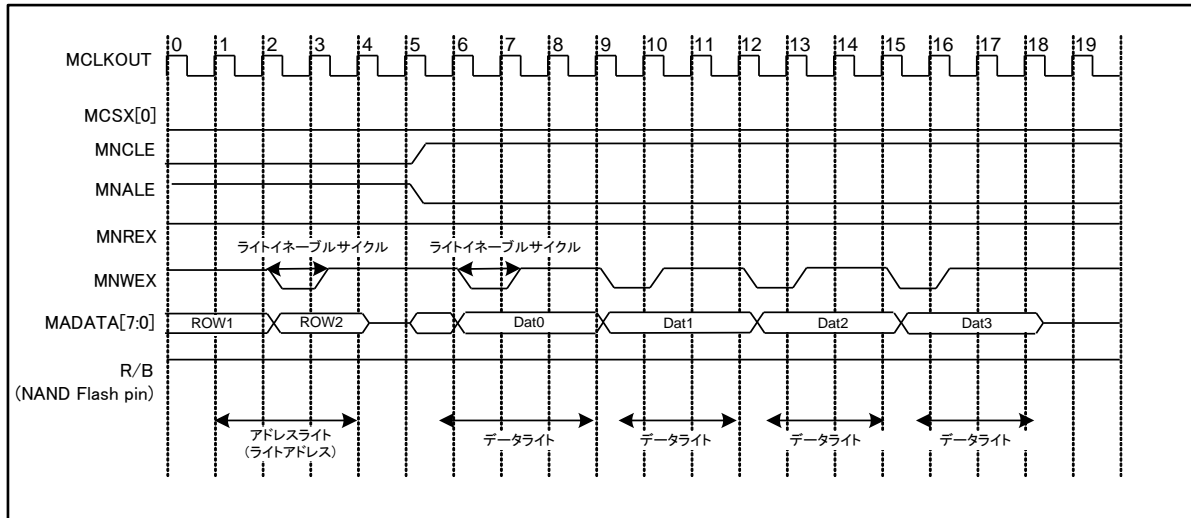 0 1 2 3 4 5 6 7 8 9 10 11 12 13 14 15 16 17 18 19
MCLKOUT
MCSX[0]
MNCLE
MNALE
MNREX
ライトイネーブルサイクル ライトイネーブルサイクル
MNWEX
MADATA[7:0] ROW1 ROW2 Dat0 Dat1 Dat2 Dat3
R/B
(NAND Flash pin)
アドレスライト データライト データライト データライト データライト
(ライトアドレス)